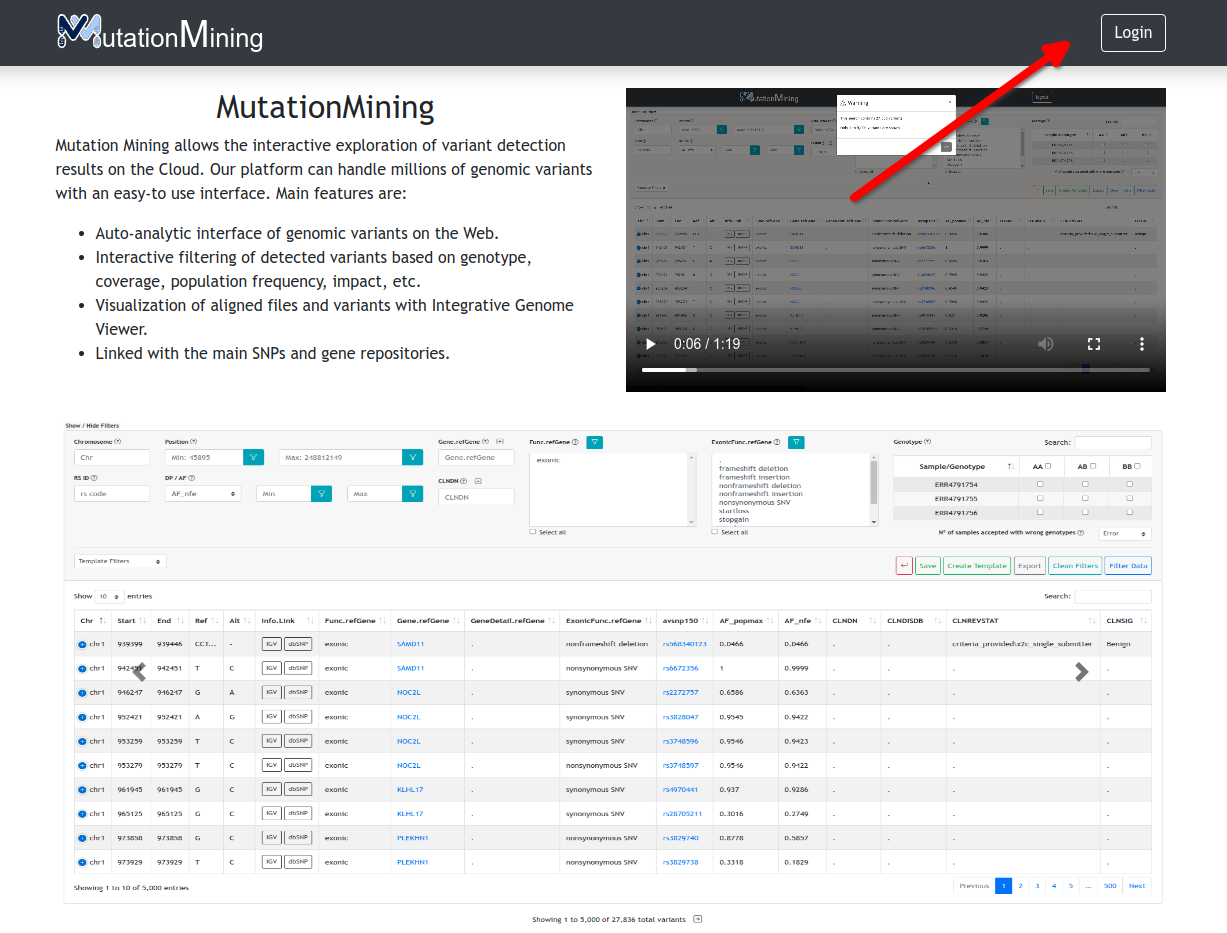 MutationMining
Login
MutationMining
Mutation Mining allows the interactive exploration of variant detection
results on the Cloud. Our platform can handle millions of genomic variants
with an easy-to use interface. Main features are:
Auto-analytic interface of genomic variants on the Web.
Interactive filtering of detected variants based on genotype,
coverage, population frequency, impact, etc.
Visualization of aligned files and variants with Integrative Genome
Viewer.
Linked with the main SNPs and gene repositories.
MutationMining
logout
Warning
0:06 / 1:19
Show / Hide Filters
Chromosome Position Gene.refGene Func.refGene ExonicFunc.refGene Genotype Search:
Chr Min: 45895 Max: 248812149 Gene.refGene
RS ID DP / AF CLNDN
rs code AF_nfe Min Max CLNDN
exonic
Select all
.
frameshift deletion
frameshift insertion
nonframeshift deletion
nonframeshift insertion
nonsynonymous SNV
startloss
stopgain
Select all
Sample/Genotype AA AB BB
ERR4791754
ERR4791755
ERR4791756
Nº of samples accepted with wrong genotypes Error
Template Filters Save Create Template Export Clean Filters Filter Data
Show 10 entries Search:
Chr Start End Ref Alt Info.Link Func.refGene Gene.refGene GeneDetail.refGene ExonicFunc.refGene avsnp150 AF_popmax AF_nfe CLNDN CLNDISDB CLNREVSTAT CLNSIG
chr1 939399 939446 CCT... - IGV dbSNP exonic SAMD11 . nonframeshift deletion rs568340123 0.0466 0.0466 . . criteria_provided\x2c_single_submitter Benign
chr1 942451 942451 T C IGV dbSNP exonic SAMD11 . nonsynonymous SNV rs6672356 1 0.9999 . . . .
chr1 946247 946247 G A IGV dbSNP exonic NOC2L . synonymous SNV rs2272757 0.6586 0.6363 . . . .
chr1 952421 952421 A G IGV dbSNP exonic NOC2L . synonymous SNV rs3828047 0.9545 0.9422 . . . .
chr1 953259 953259 T C IGV dbSNP exonic NOC2L . synonymous SNV rs3748596 0.9546 0.9423 . . . .
chr1 953279 953279 T C IGV dbSNP exonic NOC2L . nonsynonymous SNV rs3748597 0.9546 0.9422 . . . .
chr1 961945 961945 G C IGV dbSNP exonic KLHL17 . synonymous SNV rs4970441 0.937 0.9286 . . . .
chr1 965125 965125 G C IGV dbSNP exonic KLHL17 . synonymous SNV rs28705211 0.3016 0.2749 . . . .
chr1 973858 973858 G C IGV dbSNP exonic PLEKHN1 . nonsynonymous SNV rs3829740 0.8778 0.5857 . . . .
chr1 973929 973929 T C IGV dbSNP exonic PLEKHN1 . nonsynonymous SNV rs3829738 0.3318 0.1829 . . . .
Showing 1 to 10 of 5,000 entries Previous 1 2 3 4 5 ... 500 Next
Showing 1 to 5,000 of 27,836 total variants